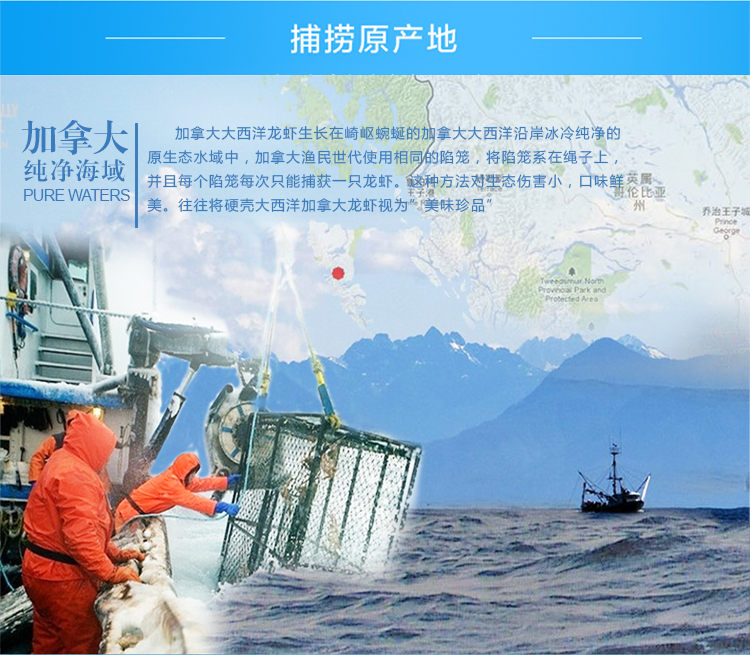 捕捞原产地
加拿大
纯净海域
PURE WATERS
加拿大大西洋龙虾生长在崎岖蜿蜒的加拿大大西洋沿岸冰冷纯净的
原生态水域中，加拿大渔民世代使用相同的陷笼，将陷笼系在绳子上，
并且每个陷笼每次只能捕获一只龙虾。这种方法对生态伤害小，口味鲜
美。往往将硬壳大西洋加拿大龙虾视为”美味珍品”
英属
哥伦比亚
州
乔治王子城
Prince
George
Tweedsmuir North
Provincial Park and
Protected Area